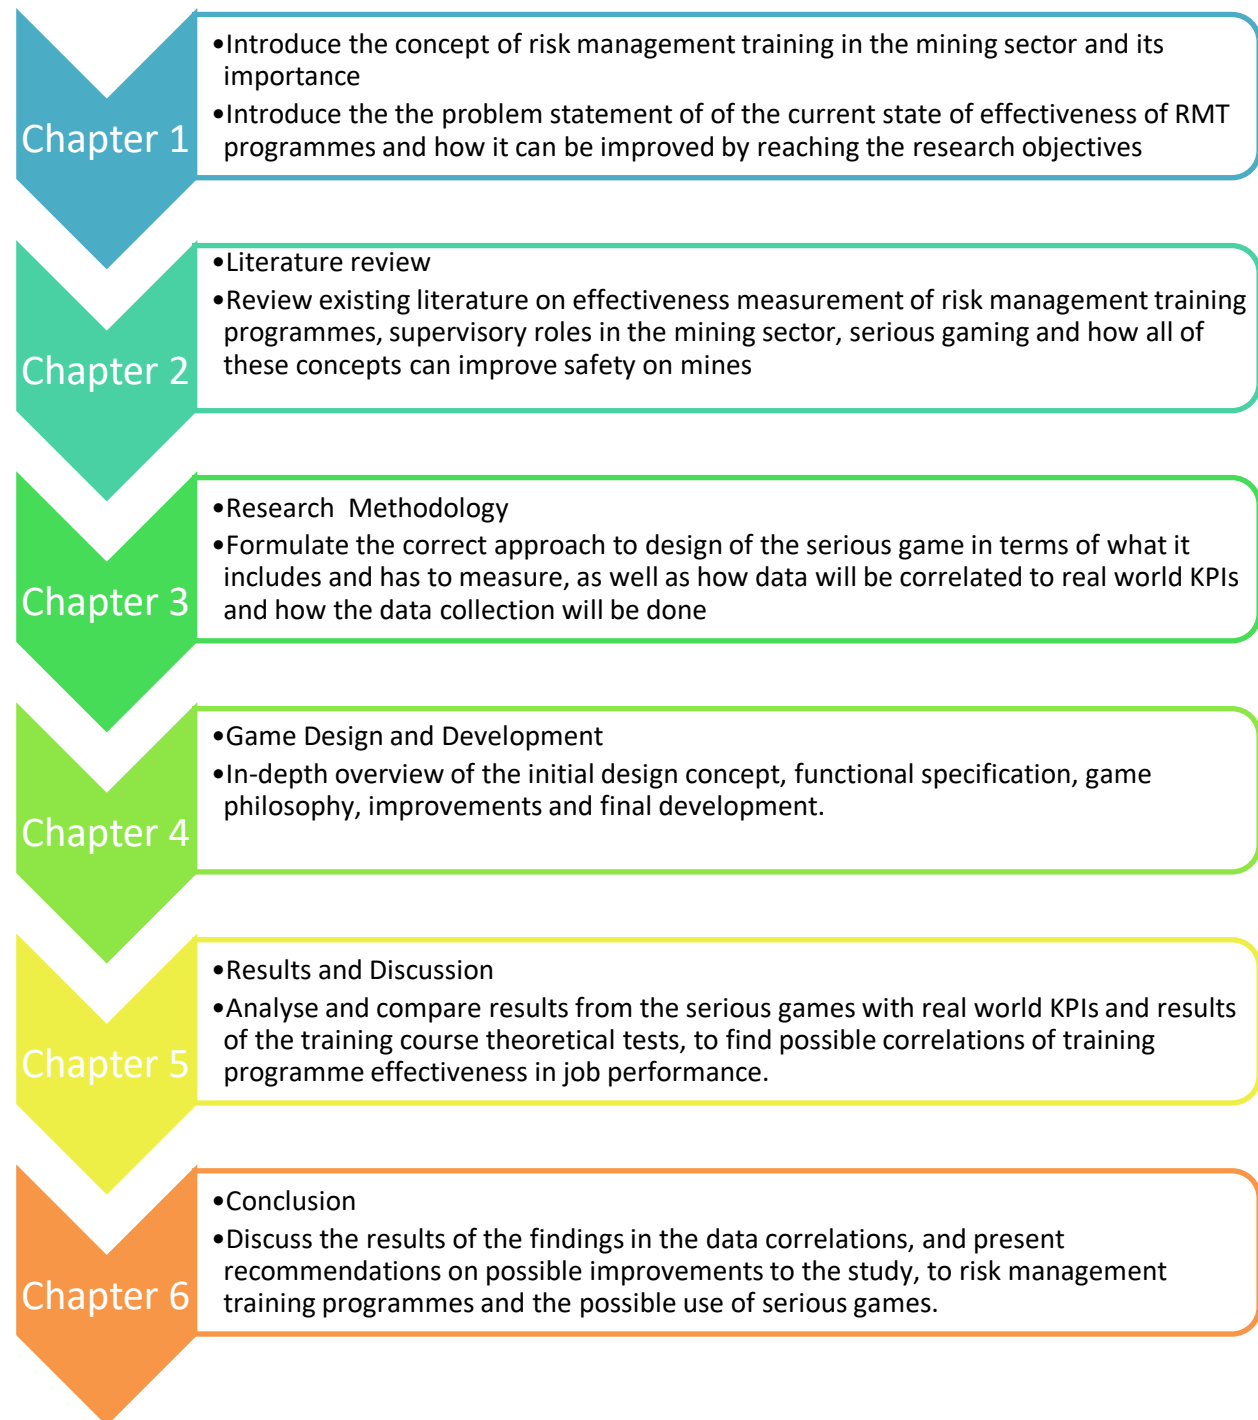 Chapter 1
•Introduce the concept of risk management training in the mining sector and its
importance
•Introduce the the problem statement of of the current state of effectiveness of RMT
programmes and how it can be improved by reaching the research objectives
Chapter 2
•Literature review
•Review existing literature on effectiveness measurement of risk management training
programmes, supervisory roles in the mining sector, serious gaming and how all of
these concepts can improve safety on mines
Chapter 3
•Research  Methodology
•Formulate the correct approach to design of the serious game in terms of what it
includes and has to measure, as well as how data will be correlated to real world KPIs
and how the data collection will be done
Chapter 4
•Game Design and Development
•In-depth overview of the initial design concept, functional specification, game
philosophy, improvements and final development.
Chapter 5
•Results and Discussion
•Analyse and compare results from the serious games with real world KPIs and results
of the training course theoretical tests, to find possible correlations of training
programme effectiveness in job performance.
Chapter 6
•Conclusion
•Discuss the results of the findings in the data correlations, and present
recommendations on possible improvements to the study, to risk management
training programmes and the possible use of serious games.